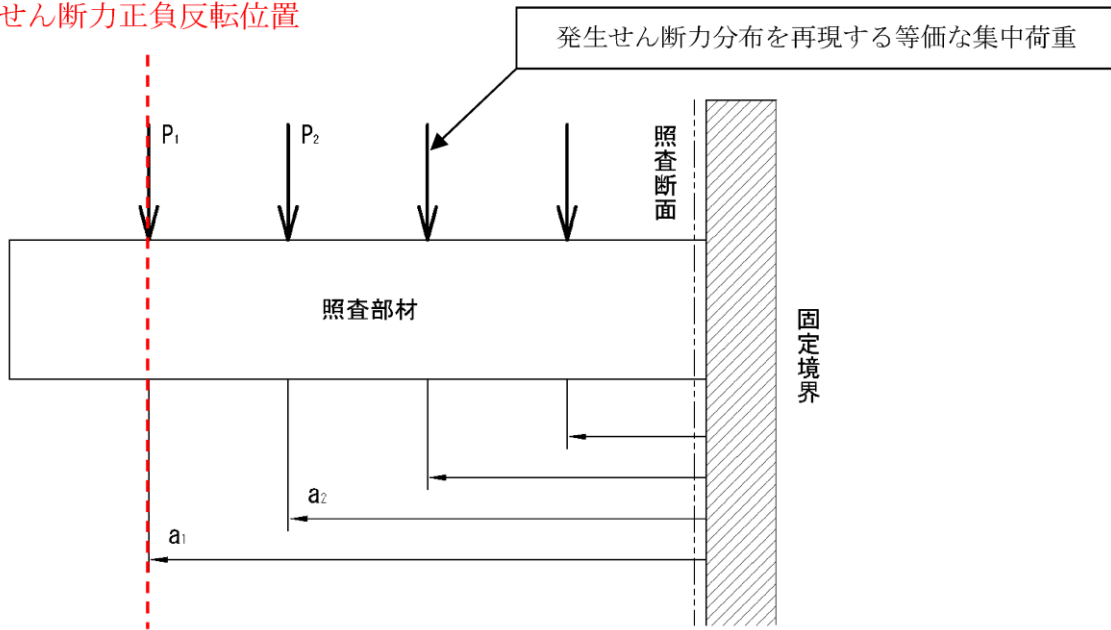 せん断力正負反転位置
発生せん断力分布を再現する等価な集中荷重
P₁
P₂
照査断面
照査部材
固定境界
a₂
a₁